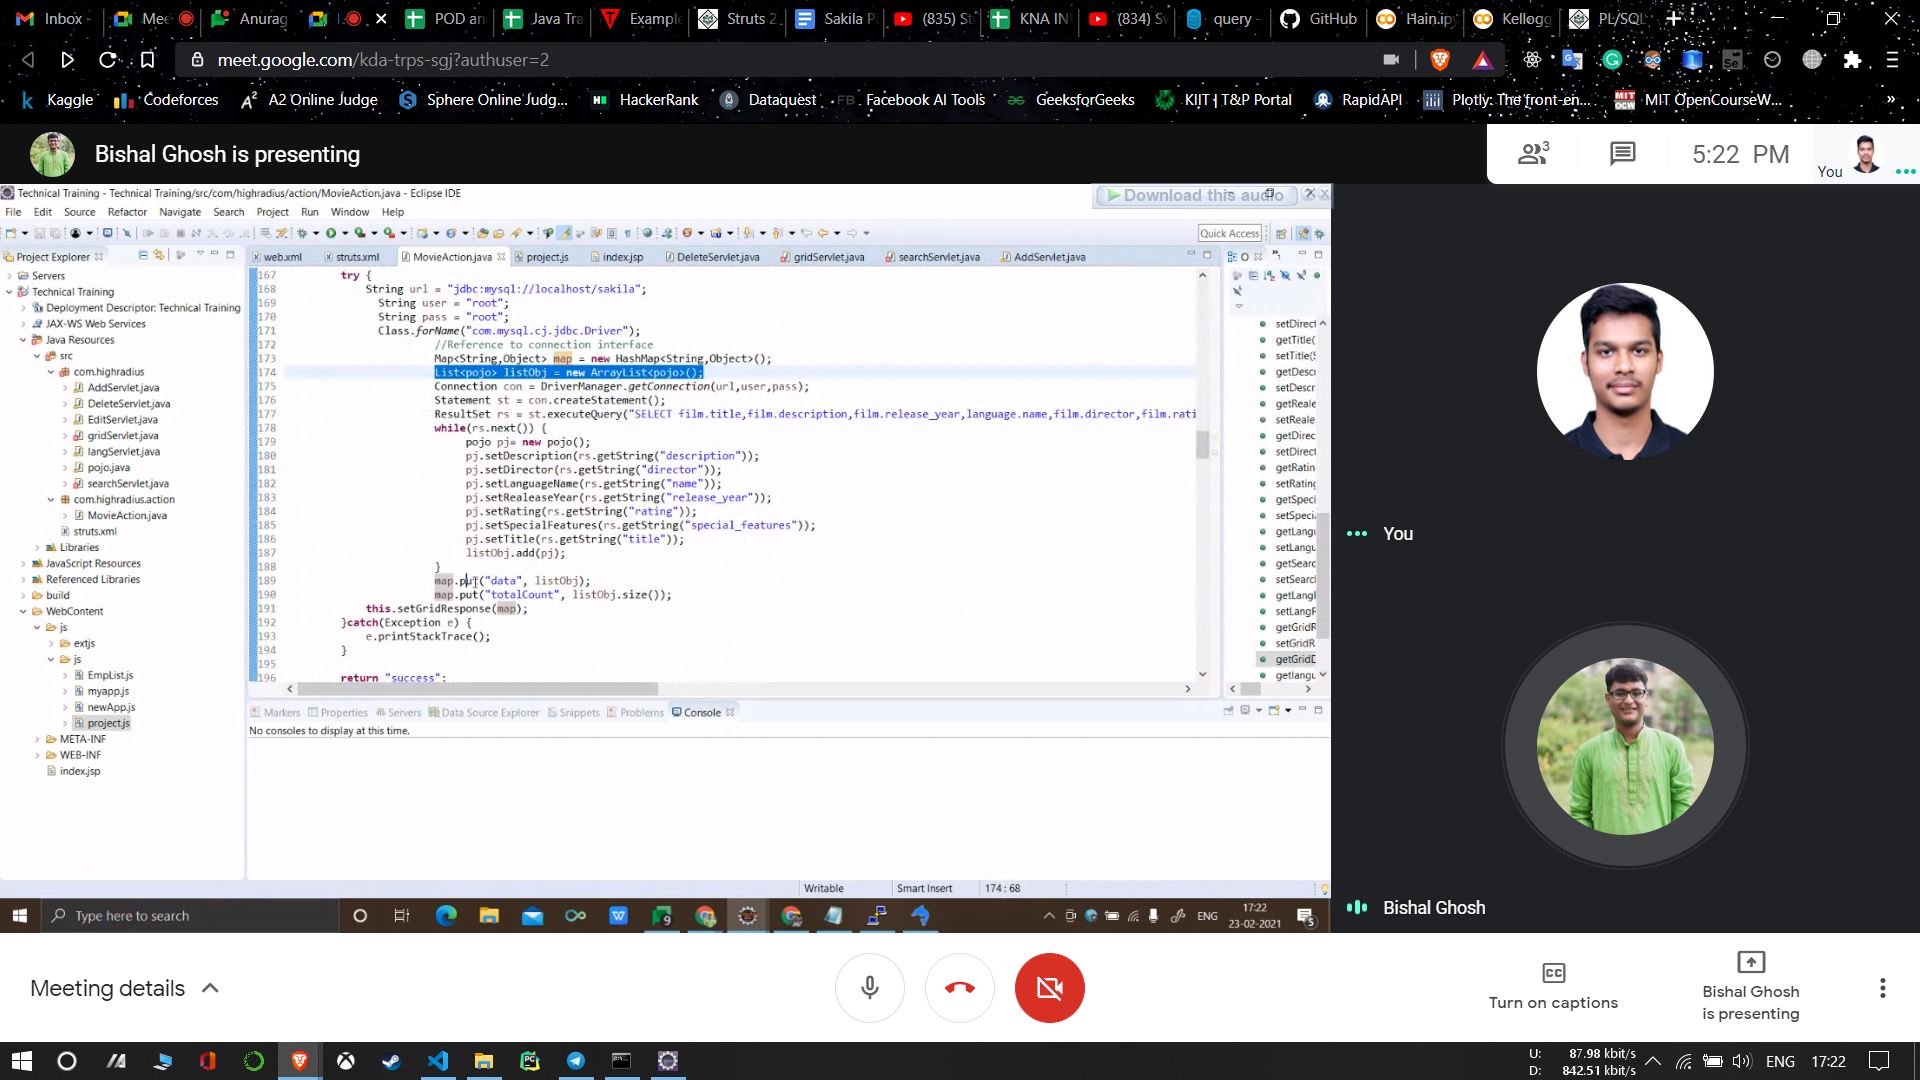 Inbox -
Mee
Anurag
POD an
Java Tra
Example
Struts 2
Sakila P
(835) St
KNA IN
(834) Sw
query -
GitHub
Hain.ipy
Kellogg
PL/SQL
meet.google.com/kda-trps-sgj?authuser=2
Kaggle Codeforces A2 Online Judge Sphere Online Judg... HackerRank Dataquest Facebook AI Tools GeeksforGeeks KIIT | T&P Portal RapidAPI Plotly: The front-en... MIT OpenCourseW... »
Bishal Ghosh is presenting
3
5:22 PM
You
Technical Training - Technical Training/src/com/highradius/action/MovieAction.java - Eclipse IDE
Download this audio
File Edit Source Refactor Navigate Search Project Run Window Help
Quick Access
Project Explorer
web.xml struts.xml MovieAction.java project.js index.jsp DeleteServlet.java gridServlet.java searchServlet.java AddServlet.java
Servers
Technical Training
Deployment Descriptor: Technical Training
JAX-WS Web Services
Java Resources
src
com.highradius
AddServlet.java
DeleteServlet.java
EditServlet.java
gridServlet.java
langServlet.java
pojo.java
searchServlet.java
com.highradius.action
MovieAction.java
struts.xml
Libraries
JavaScript Resources
Referenced Libraries
build
WebContent
js
extjs
js
EmpList.js
myapp.js
newApp.js
project.js
META-INF
WEB-INF
index.jsp
167 try {
168 String url = "jdbc:mysql://localhost/sakila";
169 String user = "root";
170 String pass = "root";
171 Class.forName("com.mysql.cj.jdbc.Driver");
172 //Reference to connection interface
173 Map<String,Object> map = new HashMap<String,Object>();
174 List<pojo> listObj = new ArrayList<pojo>();
175 Connection con = DriverManager.getConnection(url,user,pass);
176 Statement st = con.createStatement();
177 ResultSet rs = st.executeQuery("SELECT film.title,film.description,film.release_year,language.name,film.director,film.rati
178 while(rs.next()) {
179 pojo pj= new pojo();
180 pj.setDescription(rs.getString("description"));
181 pj.setDirector(rs.getString("director"));
182 pj.setLanguageName(rs.getString("name"));
183 pj.setRealeaseYear(rs.getString("release_year"));
184 pj.setRating(rs.getString("rating"));
185 pj.setSpecialFeatures(rs.getString("special_features"));
186 pj.setTitle(rs.getString("title"));
187 listObj.add(pj);
188 }
189 map.put("data", listObj);
190 map.put("totalCount", listObj.size());
191 this.setGridResponse(map);
192 }catch(Exception e) {
193 e.printStackTrace();
194 }
195
196 return "success";
setDirect
getTitle(
setTitle(S
getDescr
setDescr
getReale
setReale
getDirec
setDirect
getRatin
setRating
getSpeci
setSpeci
getLangu
setLangu
getSearc
setSearc
getLangR
setLangR
getGridR
setGridR
getGridD
getlangu
Markers Properties Servers Data Source Explorer Snippets Problems Console
No consoles to display at this time.
Writable Smart Insert 174 : 68
Type here to search
ENG
17:22
23-02-2021
5
You
Bishal Ghosh
Meeting details
Turn on captions
Bishal Ghosh
is presenting
U: 87.98 kbit/s
D: 842.51 kbit/s
ENG 17:22